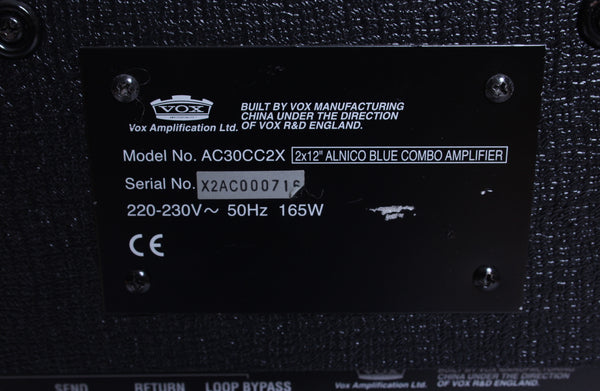 VOX
Vox Amplification Ltd.
BUILT BY VOX MANUFACTURING
CHINA UNDER THE DIRECTION
OF VOX R&D ENGLAND.
Model No. AC30CC2X 2x12" ALNICO BLUE COMBO AMPLIFIER
Serial No. X2AC000716
220-230V~ 50Hz 165W
CE
SEND RETURN LOOP BYPASS
Vox Amplification Ltd.
CHINA UNDER THE DIRECTION
OF VOX R&D ENGLAND.